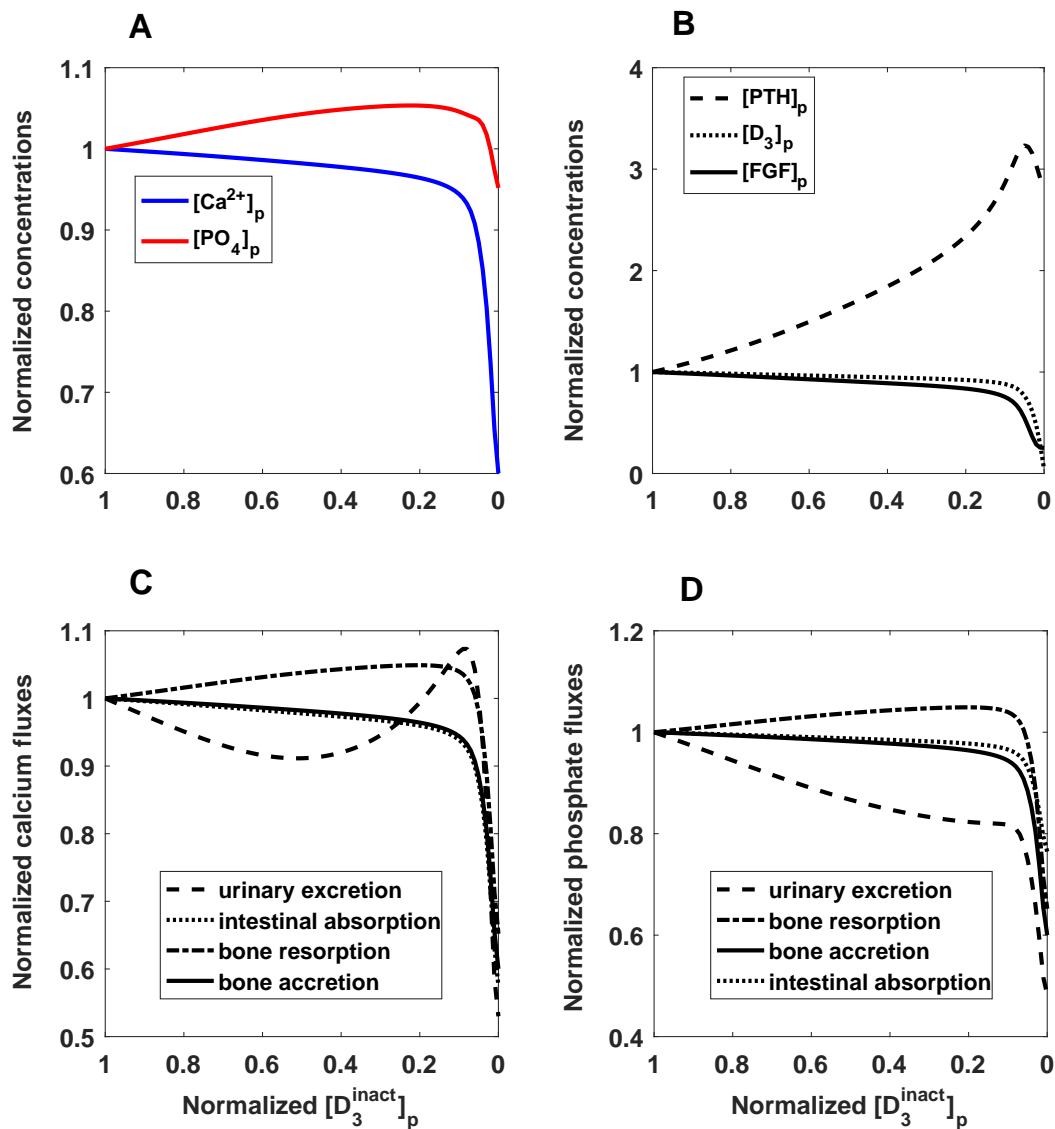 A
Normalized concentrations
1.1
1
0.9
0.8
0.7
0.6
[Ca2+]p
[PO4]p
1 0.8 0.6 0.4 0.2 0
B
Normalized concentrations
4
3
2
1
0
[PTH]p
[D3]p
[FGF]p
1 0.8 0.6 0.4 0.2 0
C
Normalized calcium fluxes
1.1
1
0.9
0.8
0.7
0.6
0.5
urinary excretion
intestinal absorption
bone resorption
bone accretion
1 0.8 0.6 0.4 0.2 0
Normalized [D3inact]p
D
Normalized phosphate fluxes
1.2
1
0.8
0.6
0.4
urinary excretion
bone resorption
bone accretion
intestinal absorption
1 0.8 0.6 0.4 0.2 0
Normalized [D3inact]p